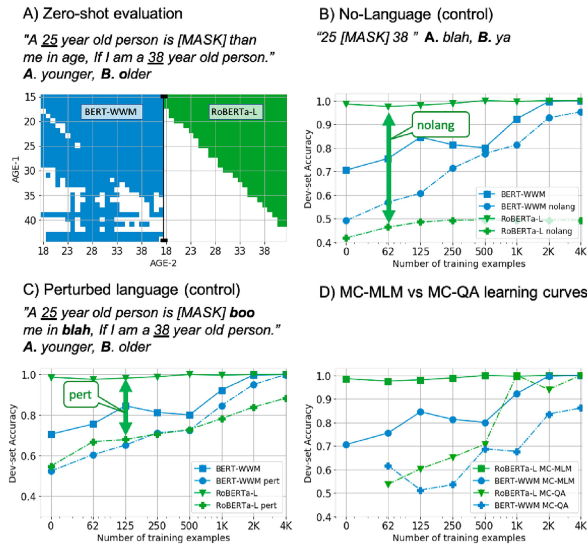 A) Zero-shot evaluation
"A 25 year old person is [MASK] than
me in age, If I am a 38 year old person."
A. younger, B. older
BERT-WWM
RoBERTa-L
AGE-1
15
20
25
30
35
40
18 23 28 33 38 18 23 28 33 38
AGE-2
B) No-Language (control)
"25 [MASK] 38 " A. blah, B. ya
nolang
BERT-WWM
BERT-WWM nolang
RoBERTa-L
RoBERTa-L nolang
Dev-set Accuracy
1.0
0.9
0.8
0.7
0.6
0.5
0.4
0 62 125 250 500 1K 2K 4K
Number of training examples
C) Perturbed language (control)
"A 25 year old person is [MASK] boo
me in blah, If I am a 38 year old person."
A. younger, B. older
pert
BERT-WWM
BERT-WWM pert
RoBERTa-L
RoBERTa-L pert
Dev-set Accuracy
1.0
0.8
0.6
0.4
0 62 125 250 500 1K 2K 4K
Number of training examples
D) MC-MLM vs MC-QA learning curves
RoBERTa-L MC-MLM
BERT-WWM MC-MLM
RoBERTa-L MC-QA
BERT-WWM MC-QA
Dev-set Accuracy
1.0
0.9
0.8
0.7
0.6
0.5
0.4
0 62 125 250 500 1K 2K 4K
Number of training examples